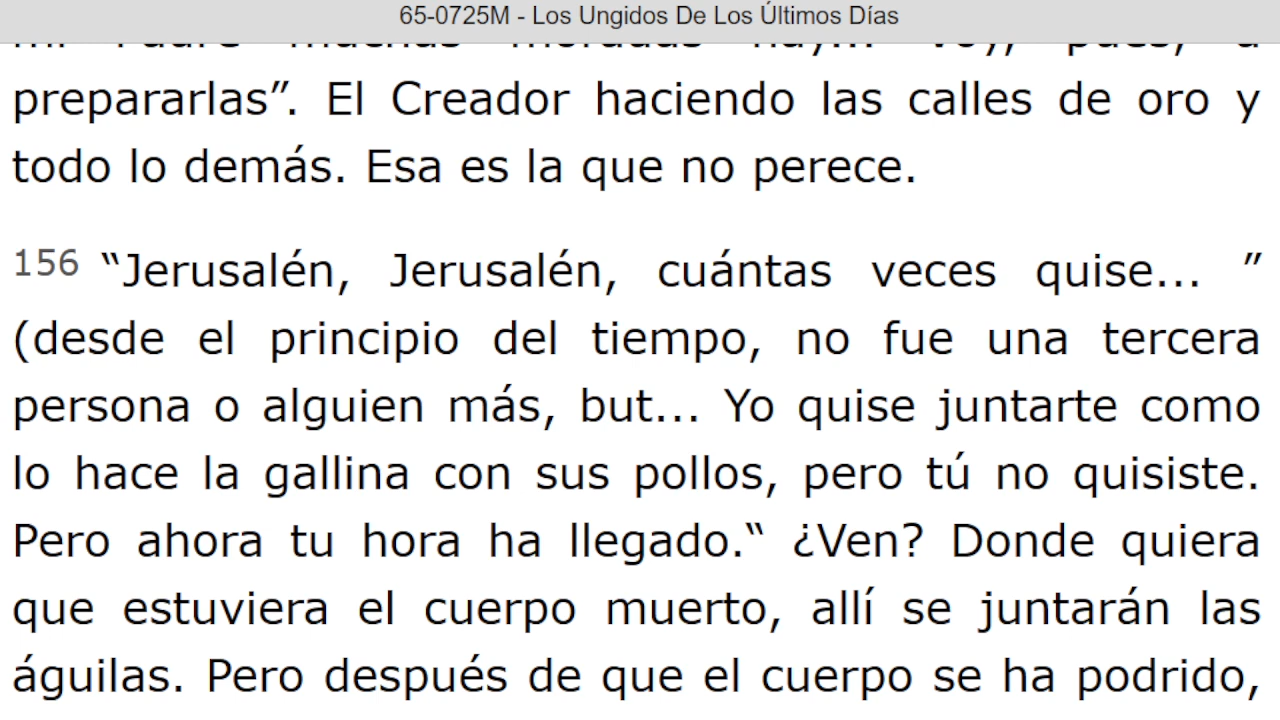 65-0725M - Los Ungidos De Los Últimos Días
prepararlas”. El Creador haciendo las calles de oro y
todo lo demás. Esa es la que no perece.
156 “Jerusalén, Jerusalén, cuántas veces quise... ”
(desde el principio del tiempo, no fue una tercera
persona o alguien más, but... Yo quise juntarte como
lo hace la gallina con sus pollos, pero tú no quisiste.
Pero ahora tu hora ha llegado.“ ¿Ven? Donde quiera
que estuviera el cuerpo muerto, allí se juntarán las
águilas. Pero después de que el cuerpo se ha podrido,